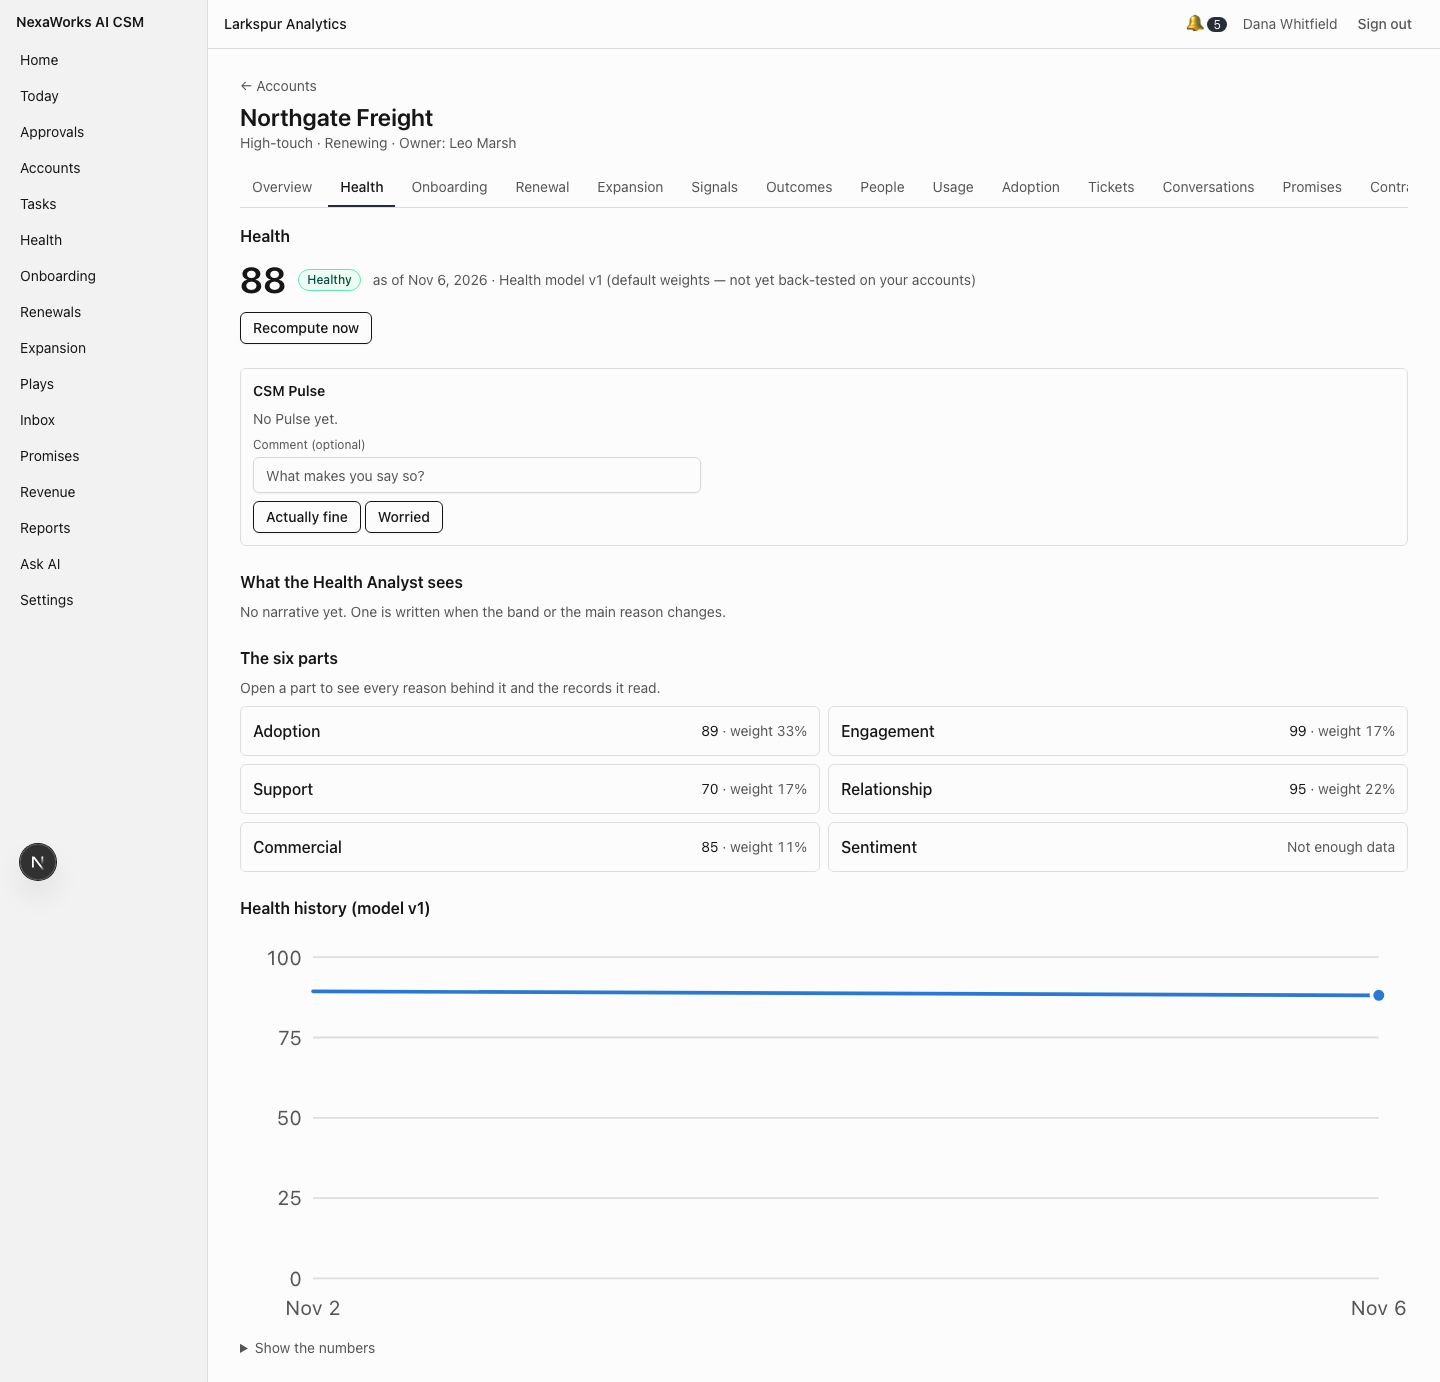 NexaWorks AI CSM
Home
Today
Approvals
Accounts
Tasks
Health
Onboarding
Renewals
Expansion
Plays
Inbox
Promises
Revenue
Reports
Ask AI
Settings
N
Larkspur Analytics
5 Dana Whitfield Sign out
← Accounts
Northgate Freight
High-touch · Renewing · Owner: Leo Marsh
Overview Health Onboarding Renewal Expansion Signals Outcomes People Usage Adoption Tickets Conversations Promises Contra
Health
88 Healthy as of Nov 6, 2026 · Health model v1 (default weights — not yet back-tested on your accounts)
Recompute now
CSM Pulse
No Pulse yet.
Comment (optional)
What makes you say so?
Actually fine Worried
What the Health Analyst sees
No narrative yet. One is written when the band or the main reason changes.
The six parts
Open a part to see every reason behind it and the records it read.
Adoption 89 · weight 33% Engagement 99 · weight 17%
Support 70 · weight 17% Relationship 95 · weight 22%
Commercial 85 · weight 11% Sentiment Not enough data
Health history (model v1)
100
75
50
25
0
Nov 2 Nov 6
▶ Show the numbers